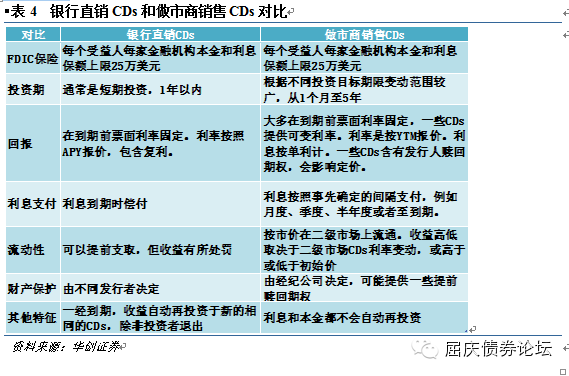 表 4 银行直销 CDs 和做市商销售 CDs 对比
对比 银行直销CDs 做市商销售CDs
FDIC保险
每个受益人每家金融机构本金和利息
保额上限25万美元
每个受益人每家金融机构本金和利息
保额上限25万美元
投资期
通常是短期投资，1年以内
根据不同投资目标期限变动范围较
广，从1个月至5年
回报
在到期前票面利率固定。利率按照
APY报价，包含复利。
大多在到期前票面利率固定，一些CDs
提供可变利率。利率是按YTM报价。利
息按单利计。一些CDs含有发行人赎回
期权，会影响定价。
利息支付
利息到期时偿付
利息按照事先确定的间隔支付，例如
月度、季度、半年度或者至到期。
流动性
可以提前支取，但收益有所处罚
按市价在二级市场上流通。收益高低
取决于二级市场CDs利率变动，或高于
或低于初始价
财产保护
由不同发行者决定
由经纪公司决定，可能提供一些提前
赎回期权
其他特征
一经到期，收益自动再投资于新的相
同的CDs，除非投资者退出
利息和本金都不会自动再投资
资料来源：华创证券
屈庆债券论坛